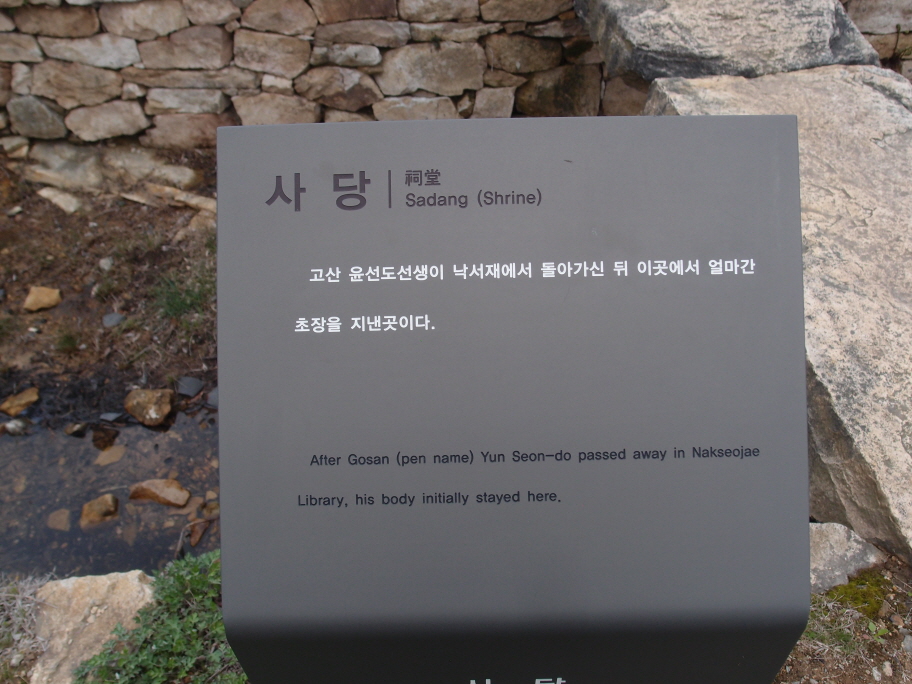 사 당 | 祠堂
Sadang (Shrine)
고산 윤선도선생이 낙서재에서 돌아가신 뒤 이곳에서 얼마간
초장을 지낸곳이다.
After Gosan (pen name) Yun Seon-do passed away in Nakseojae
Library, his body initially stayed here.